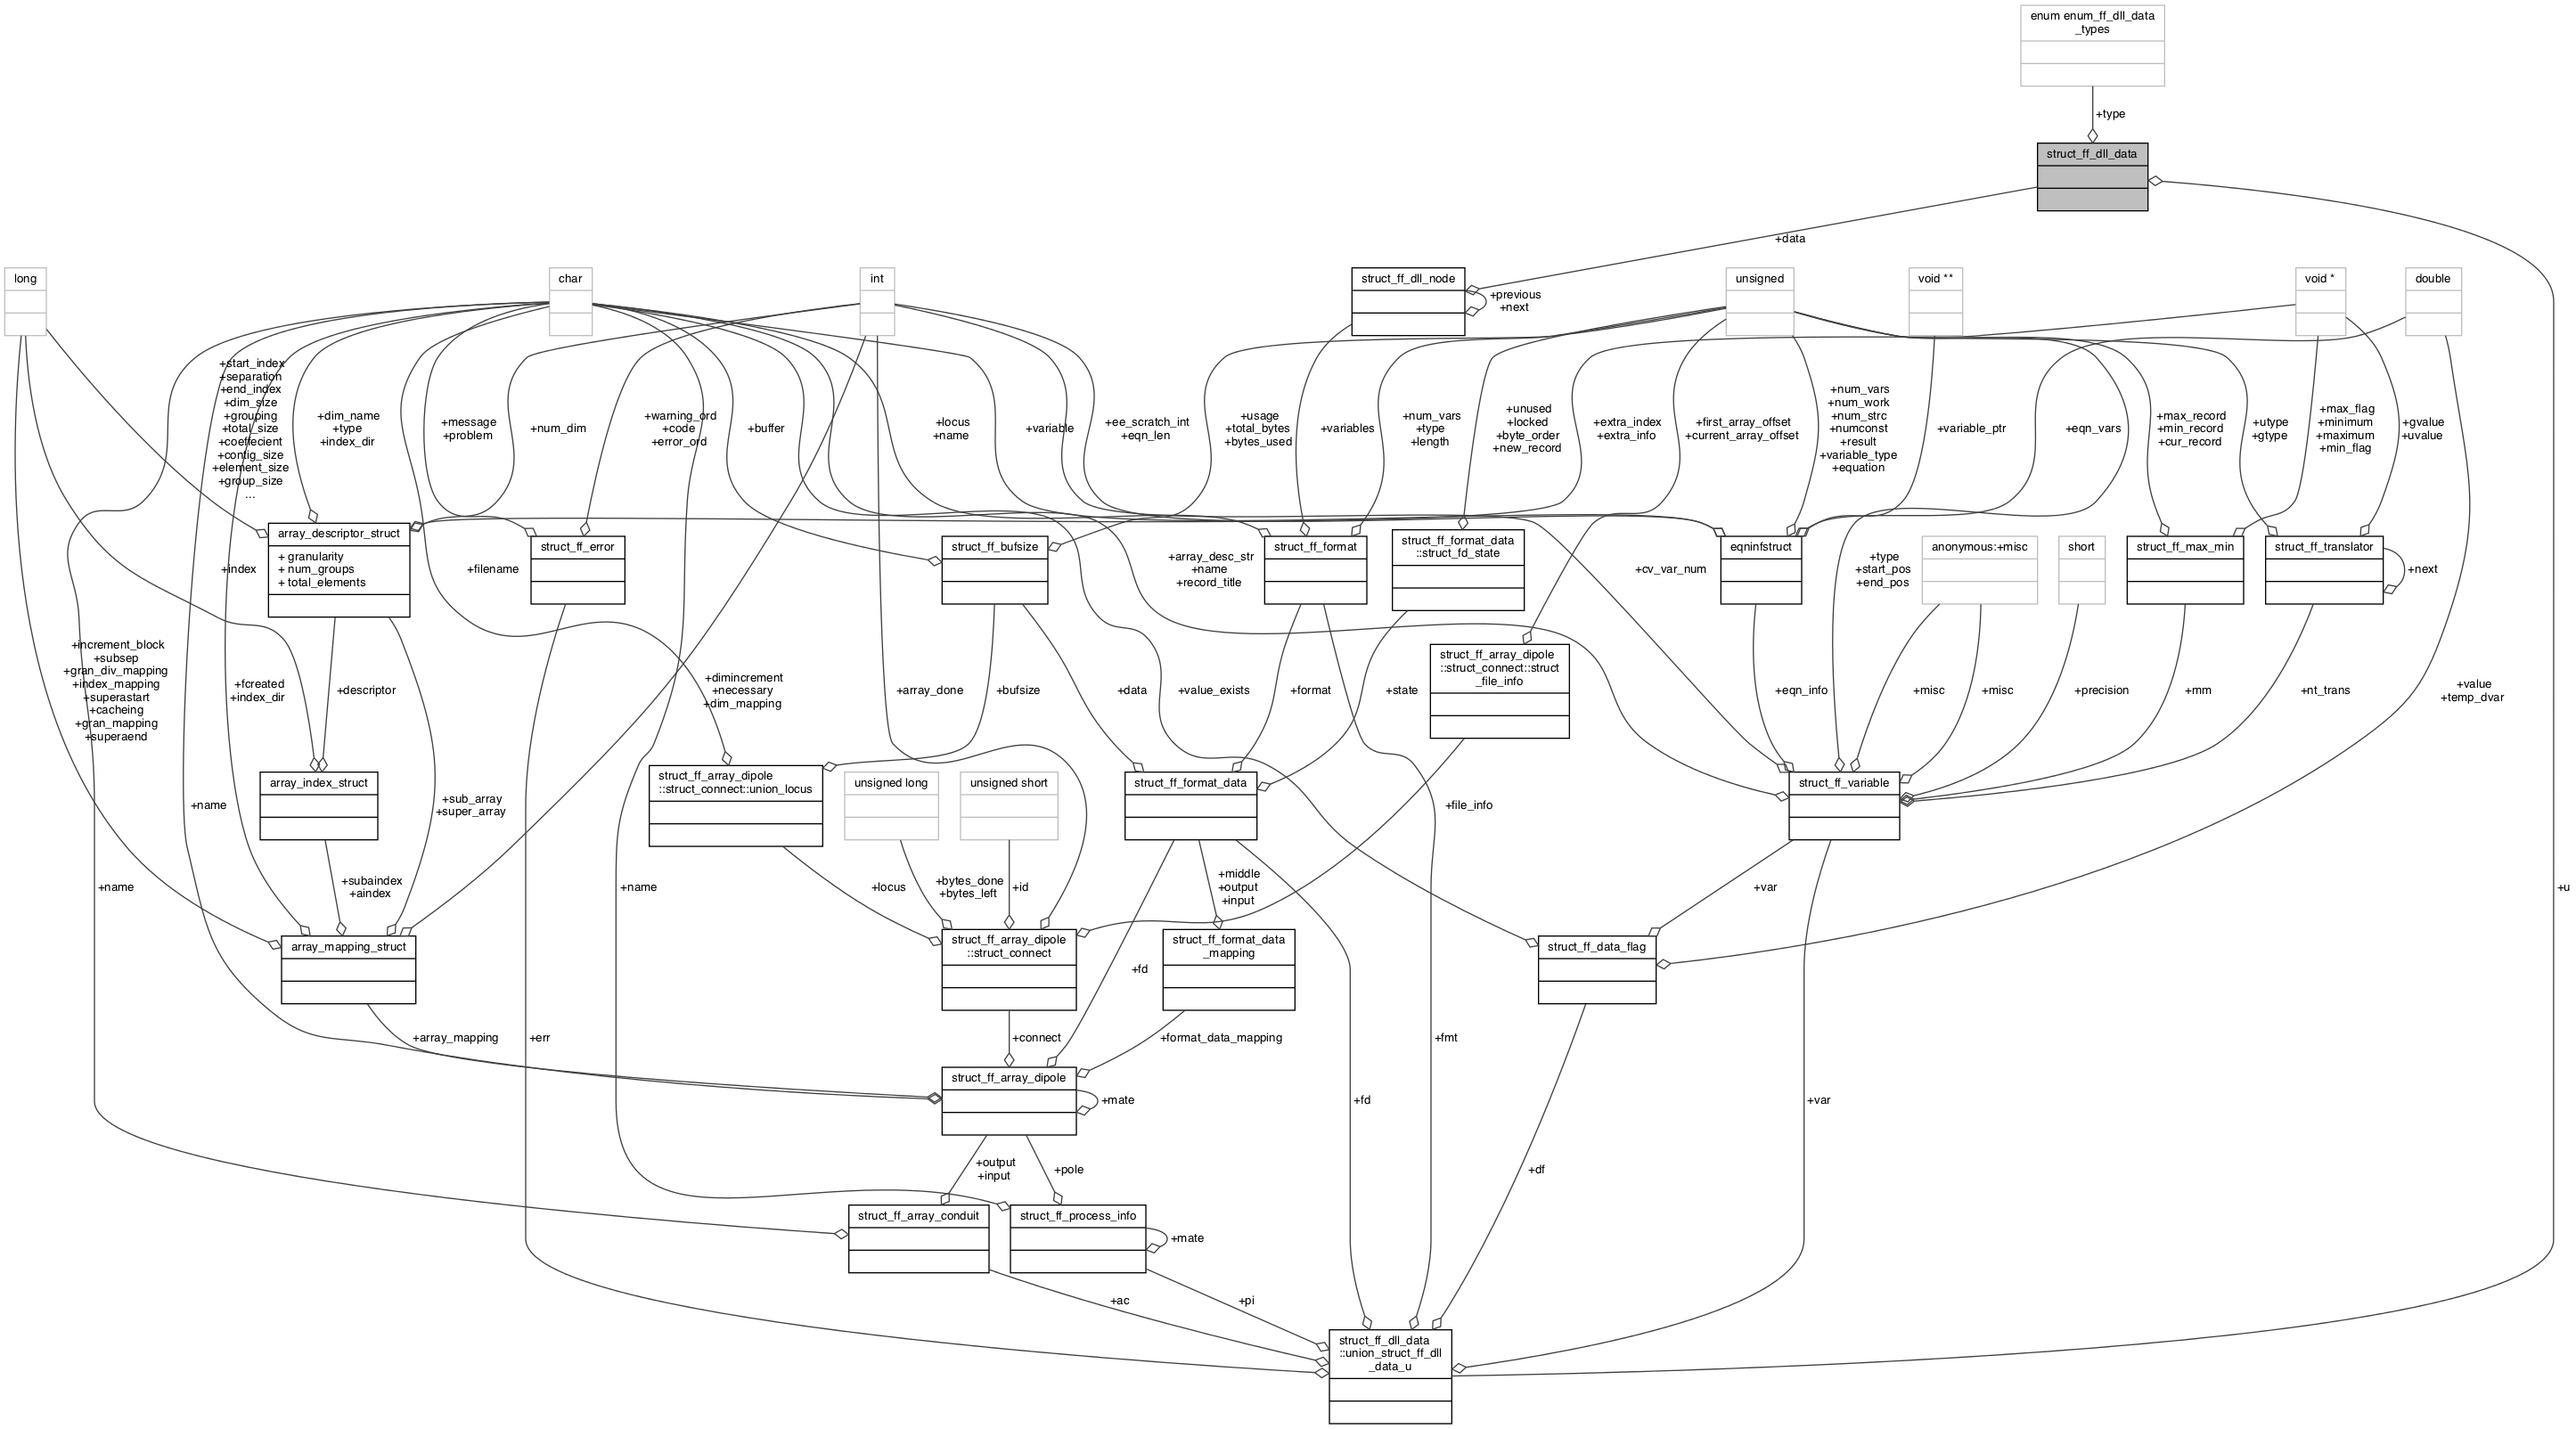 enum enum_ff_dll_data
_types
+type
struct_ff_dll_data
+data
long
char
int
struct_ff_dll_node
+previous
+next
unsigned
void **
void *
double
+start_index
+separation
+end_index
+dim_size
+grouping
+total_size
+coeffecient
+contig_size
+element_size
+group_size
...
+dim_name
+type
+index_dir
+message
+problem
+num_dim
+warning_ord
+code
+error_ord
+buffer
+locus
+name
+variable
+ee_scratch_int
+eqn_len
+usage
+total_bytes
+bytes_used
+variables
+num_vars
+type
+length
+unused
+locked
+byte_order
+new_record
+extra_index
+extra_info
+first_array_offset
+current_array_offset
+num_vars
+num_work
+num_strc
+numconst
+result
+variable_type
+equation
+variable_ptr
+eqn_vars
+max_record
+min_record
+cur_record
+utype
+gtype
+max_flag
+minimum
+maximum
+min_flag
+gvalue
+uvalue
+index
array_descriptor_struct
+ granularity
+ num_groups
+ total_elements
+filename
struct_ff_error
struct_ff_bufsize
+array_desc_str
+name
+record_title
struct_ff_format
struct_ff_format_data
::struct_fd_state
+cv_var_num
eqninfstruct
+type
+start_pos
+end_pos
anonymous:+misc
short
struct_ff_max_min
struct_ff_translator
+next
+increment_block
+subsep
+gran_div_mapping
+index_mapping
+superastart
+cacheing
+gran_mapping
+superaend
+fcreated
+index_dir
+descriptor
+dimincrement
+necessary
+dim_mapping
+array_done
+bufsize
+data
+value_exists
+format
+state
struct_ff_array_dipole
::struct_connect::struct
_file_info
+eqn_info
+misc
+misc
+precision
+mm
+nt_trans
+value
+temp_dvar
+name
array_index_struct
+sub_array
+super_array
struct_ff_array_dipole
::struct_connect::union_locus
unsigned long
unsigned short
struct_ff_format_data
+file_info
struct_ff_variable
+name
+subaindex
+aindex
+name
+locus
+bytes_done
+bytes_left
+id
+middle
+output
+input
+var
+u
array_mapping_struct
struct_ff_array_dipole
::struct_connect
+fd
struct_ff_format_data
_mapping
struct_ff_data_flag
+array_mapping
+err
+connect
+format_data_mapping
+fmt
struct_ff_array_dipole
+mate
+fd
+var
+output
+input
+pole
+df
struct_ff_array_conduit
struct_ff_process_info
+mate
+ac
+pi
struct_ff_dll_data
::union_struct_ff_dll
_data_u